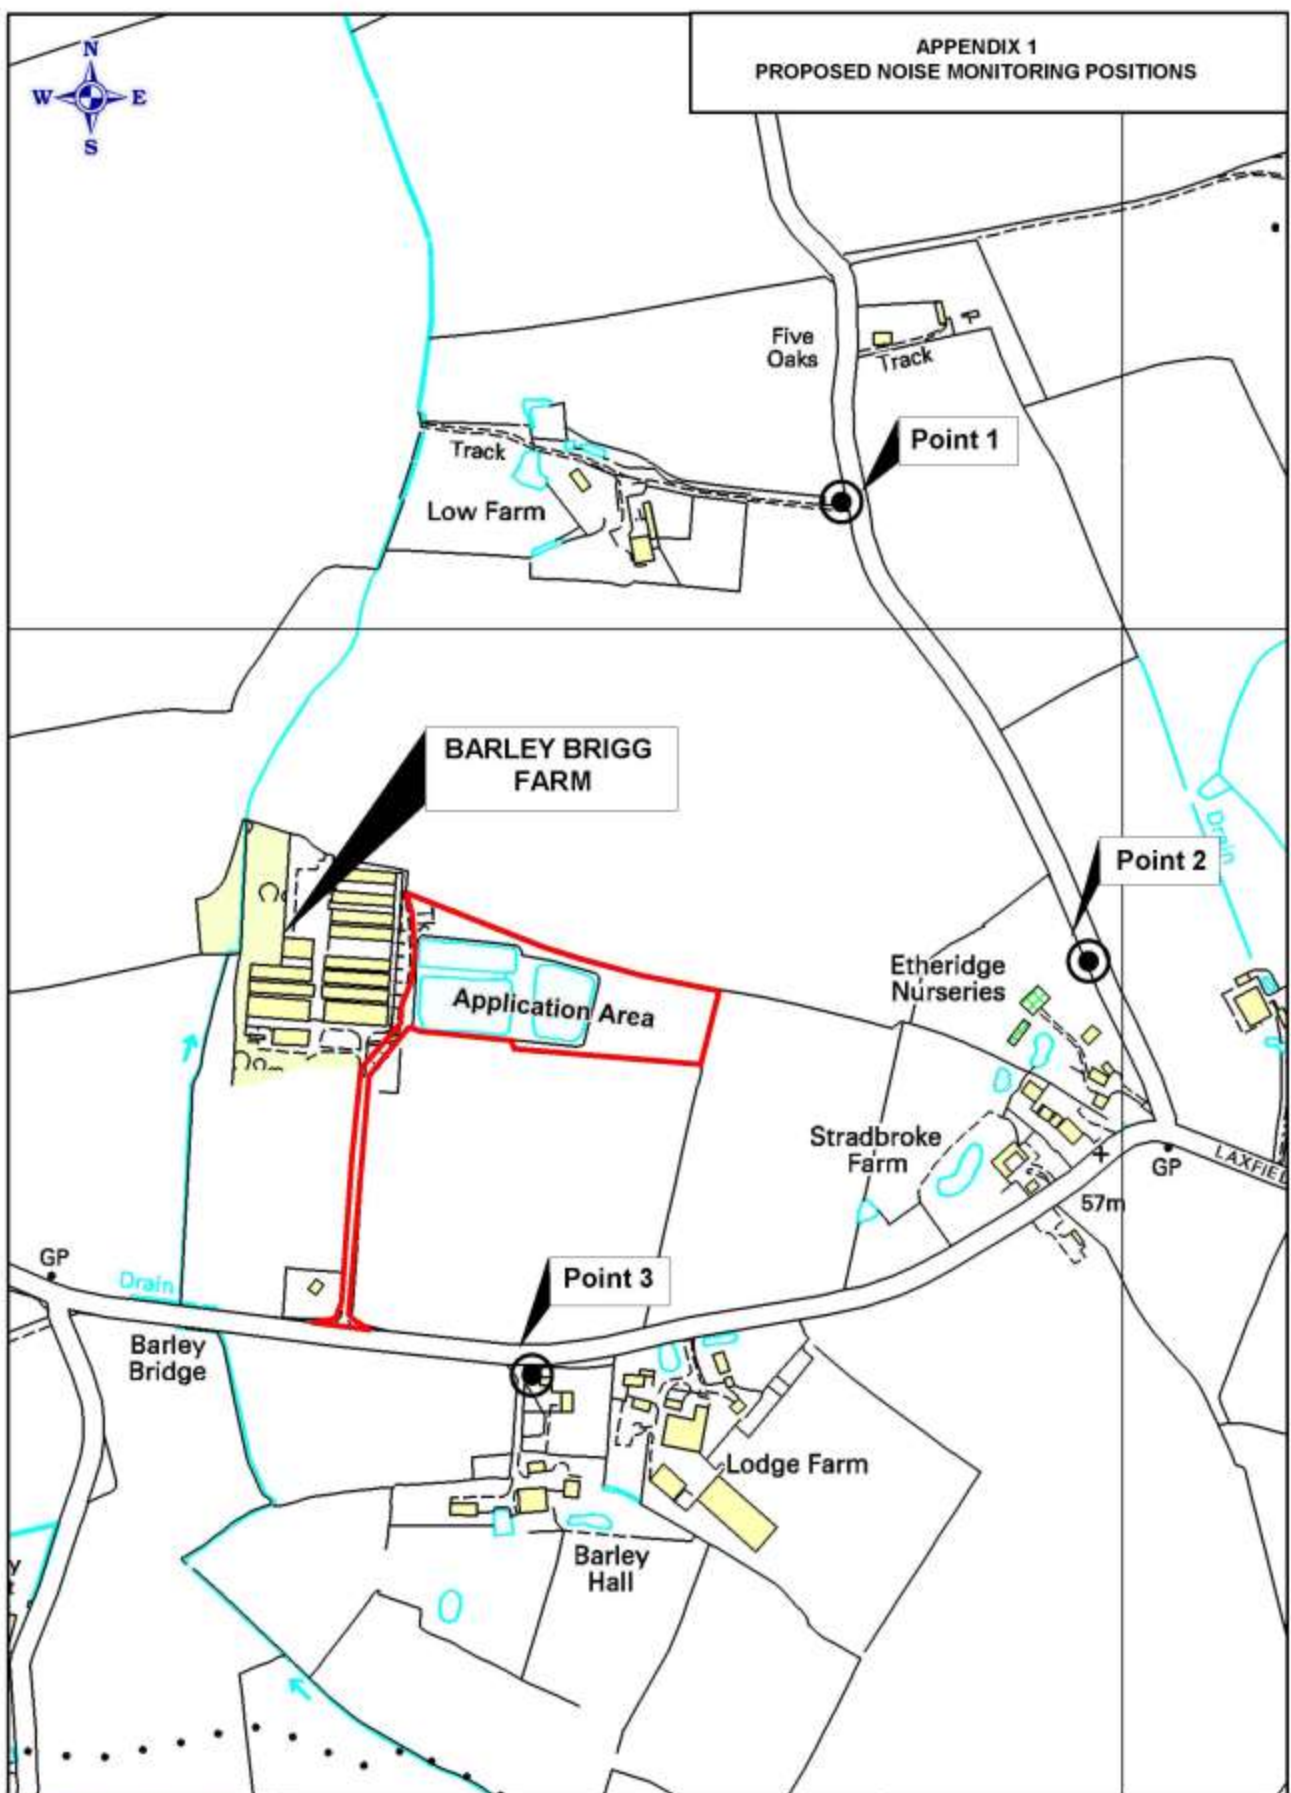 APPENDIX 1
PROPOSED NOISE MONITORING POSITIONS
N
W E
S
Five
Oaks
Track
Point 1
Track
Low Farm
BARLEY BRIGG
FARM
Point 2
Drain
Tk
Etheridge
Nurseries
Application Area
Stradbroke
Farm
GP
LAXFIEL
57m
GP
Drain
Point 3
Barley
Bridge
Lodge Farm
Barley
Hall